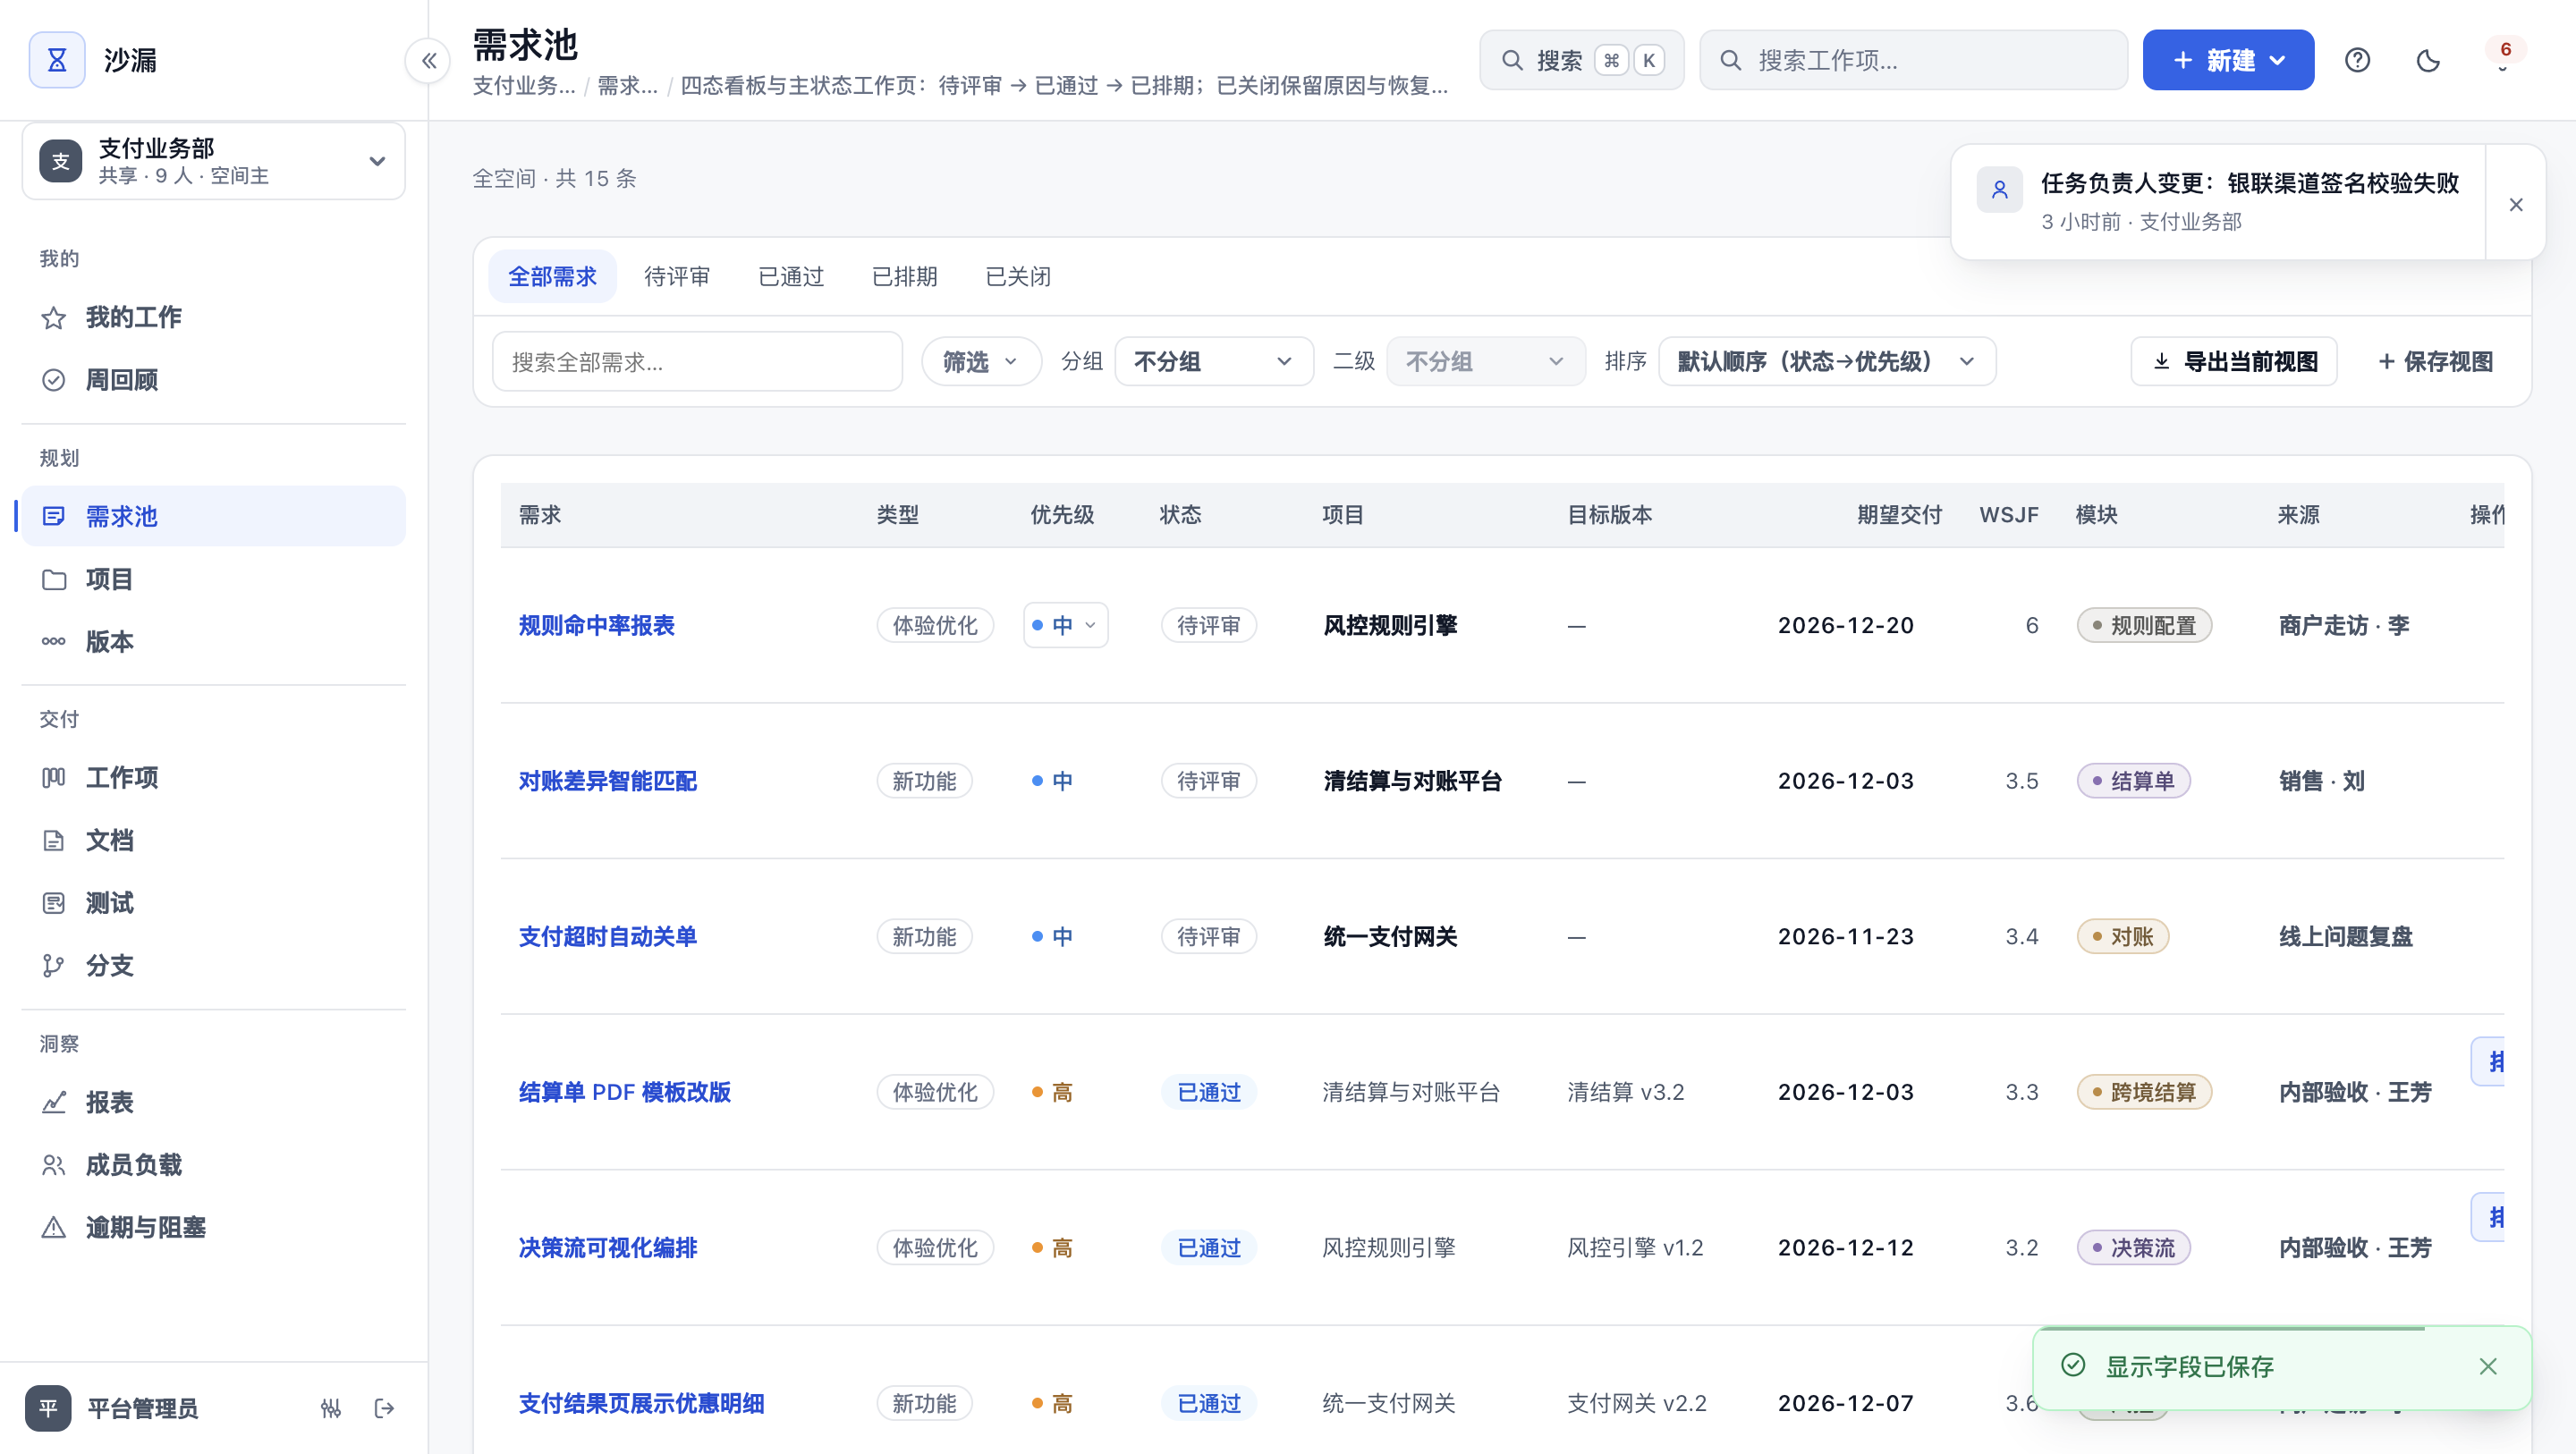 沙漏
支付业务部
共享 · 9 人 · 空间主
我的
我的工作
周回顾
规划
需求池
项目
版本
交付
工作项
文档
测试
分支
洞察
报表
成员负载
逾期与阻塞
平 平台管理员
需求池
支付业务... / 需求... / 四态看板与主状态工作页：待评审 → 已通过 → 已排期；已关闭保留原因与恢复...
搜索 ⌘ K
搜索工作项...
+ 新建
6
全空间 · 共 15 条
任务负责人变更：银联渠道签名校验失败
3 小时前 · 支付业务部
全部需求 待评审 已通过 已排期 已关闭
搜索全部需求... 筛选 分组 不分组 二级 不分组 排序 默认顺序（状态→优先级） 导出当前视图 + 保存视图
需求 类型 优先级 状态 项目 目标版本 期望交付 WSJF 模块 来源 操作
规则命中率报表 体验优化 中 待评审 风控规则引擎 — 2026-12-20 6 规则配置 商户走访 · 李
对账差异智能匹配 新功能 中 待评审 清结算与对账平台 — 2026-12-03 3.5 结算单 销售 · 刘
支付超时自动关单 新功能 中 待评审 统一支付网关 — 2026-11-23 3.4 对账 线上问题复盘
结算单 PDF 模板改版 体验优化 高 已通过 清结算与对账平台 清结算 v3.2 2026-12-03 3.3 跨境结算 内部验收 · 王芳
决策流可视化编排 体验优化 高 已通过 风控规则引擎 风控引擎 v1.2 2026-12-12 3.2 决策流 内部验收 · 王芳
支付结果页展示优惠明细 新功能 高 已通过 统一支付网关 支付网关 v2.2 2026-12-07 3.6
显示字段已保存